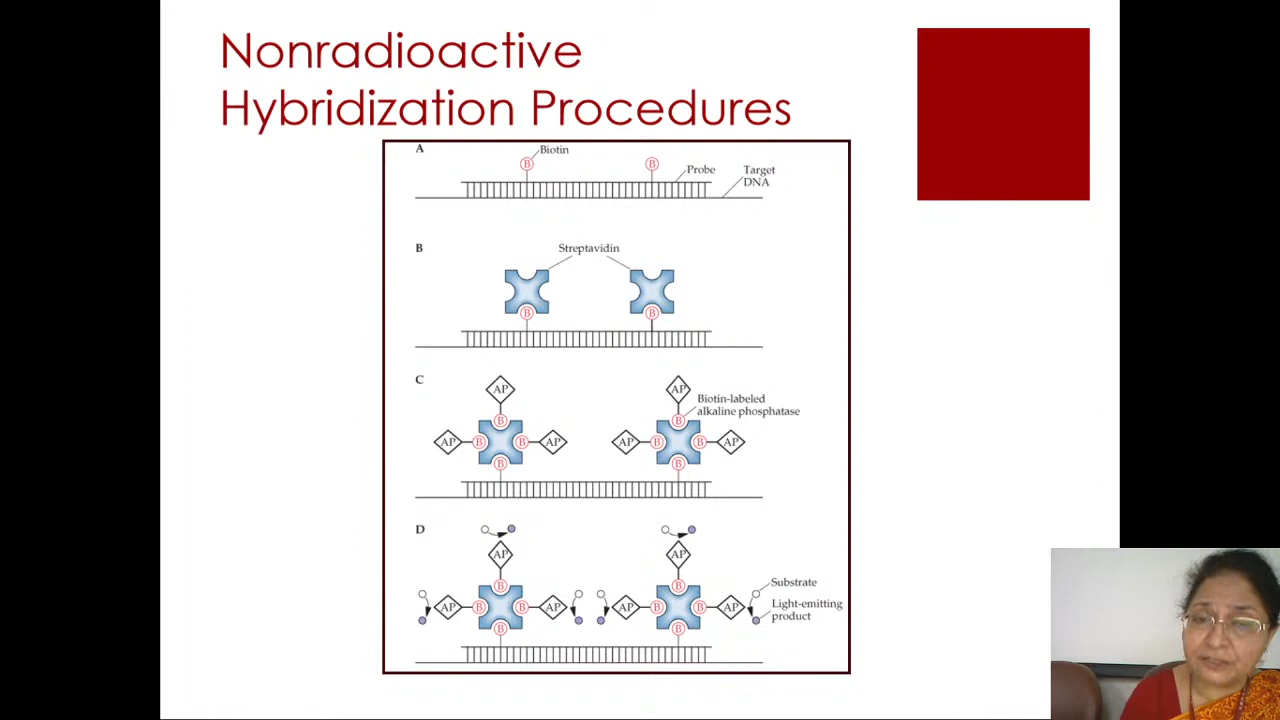 Nonradioactive
Hybridization Procedures
A
Biotin
B
B
Probe
Target
DNA
B
Streptavidin
B
B
C
AP
AP
Biotin-labeled
alkaline phosphatase
B
B
AP
B
B
AP
AP
B
B
AP
B
B
D
AP
AP
Substrate
B
B
Light-emitting
product
AP
B
B
AP
AP
B
B
AP
B
B